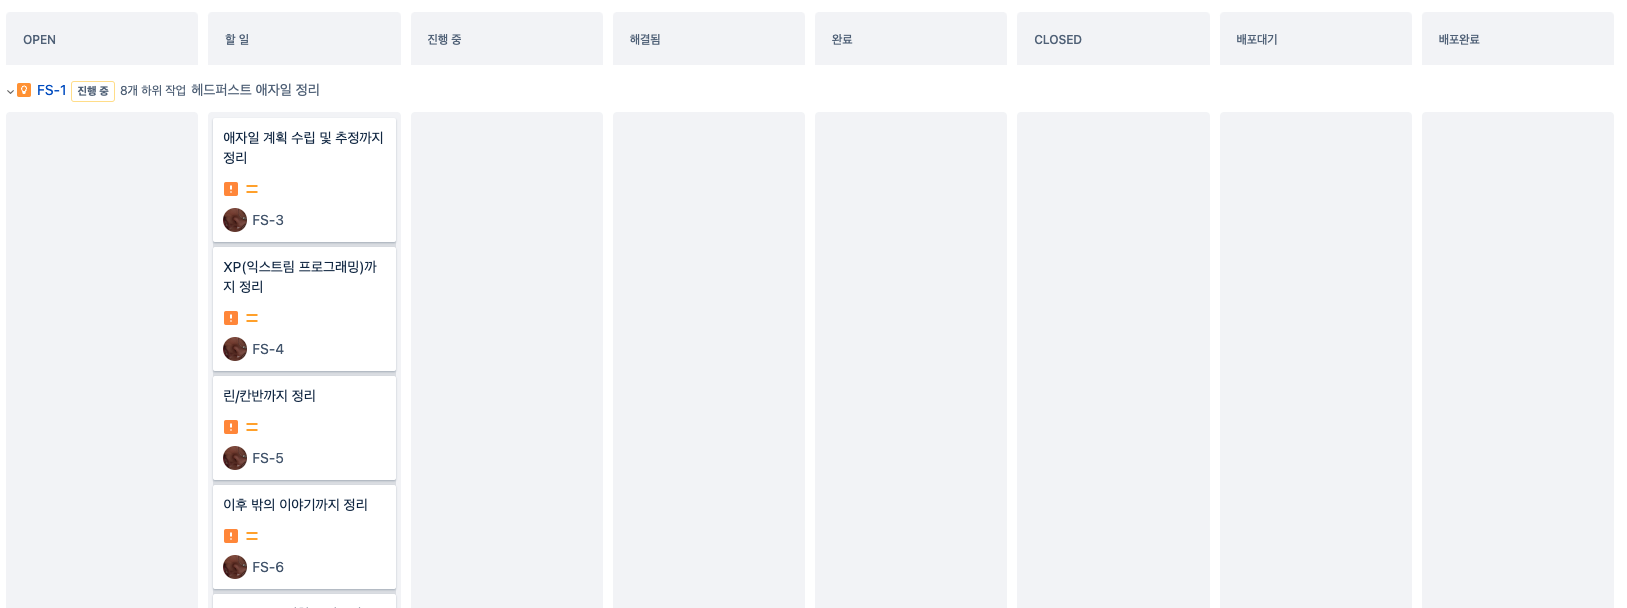 OPEN
할 일
진행 중
해결됨
완료
CLOSED
배포대기
배포완료
FS-1 진행 중 8개 하위 작업 헤드퍼스트 애자일 정리
애자일 계획 수립 및 추정까지
정리
FS-3
XP(익스트림 프로그래밍)까
지 정리
FS-4
린/칸반까지 정리
FS-5
이후 밖의 이야기까지 정리
FS-6